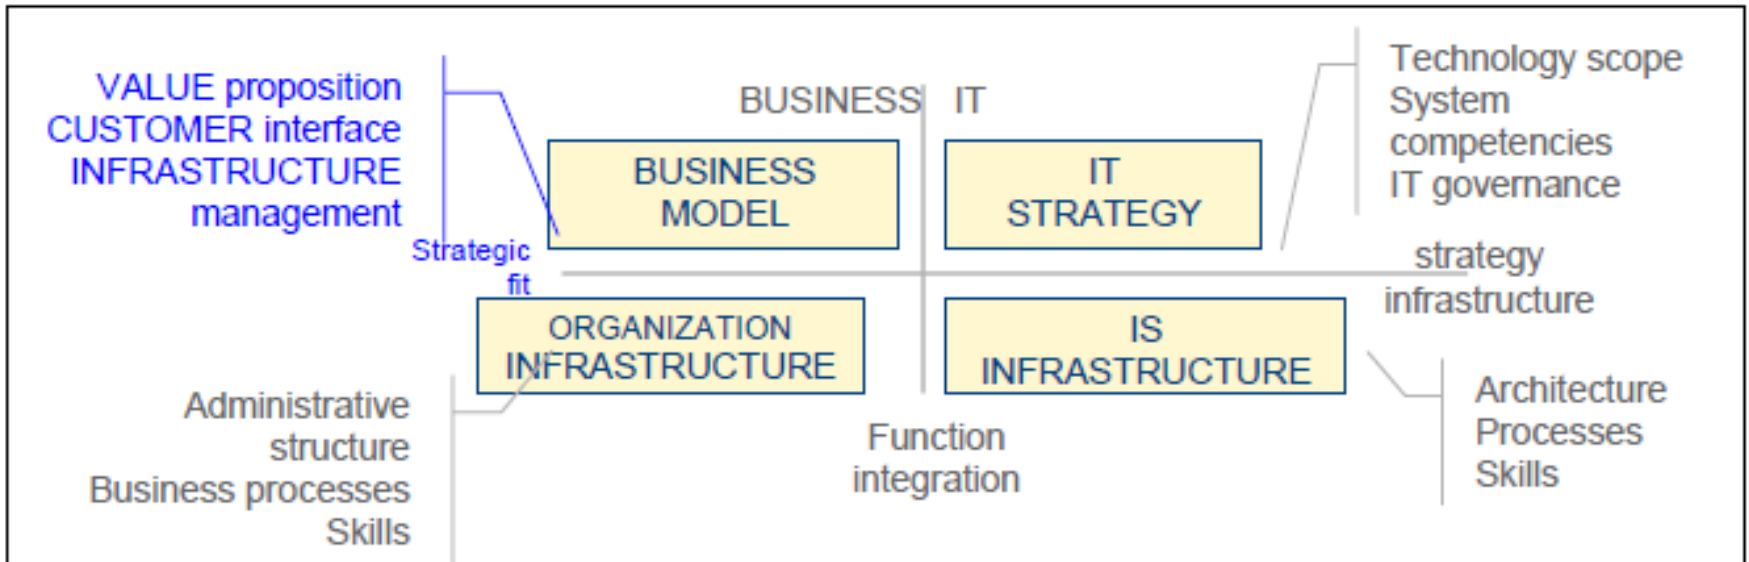 VALUE proposition
CUSTOMER interface
INFRASTRUCTURE
management
Strategic
fit
BUSINESS
IT
BUSINESS
MODEL
IT
STRATEGY
Technology scope
System
competencies
IT governance
strategy
infrastructure
ORGANIZATION
INFRASTRUCTURE
IS
INFRASTRUCTURE
Administrative
structure
Business processes
Skills
Function
integration
Architecture
Processes
Skills